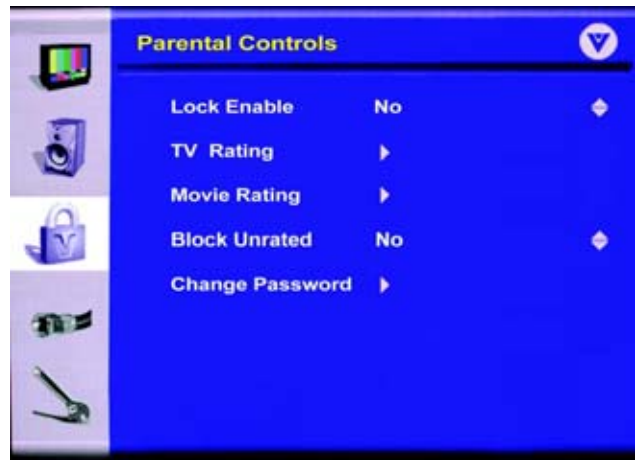 Parental Controls
Lock Enable No
TV Rating
Movie Rating
Block Unrated No
Change Password